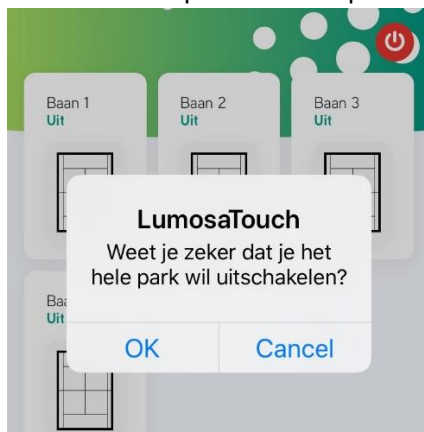 Baan 1
Uit
Baan 2
Uit
Baan 3
Uit
LumosaTouch
Weet je zeker dat je het
hele park wil uitschakelen?
Uit
OK
Cancel